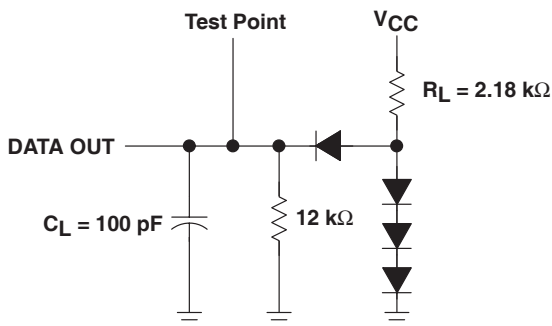 Test Point
VCC
RL = 2.18 kΩ
DATA OUT
CL = 100 pF
12 kΩ